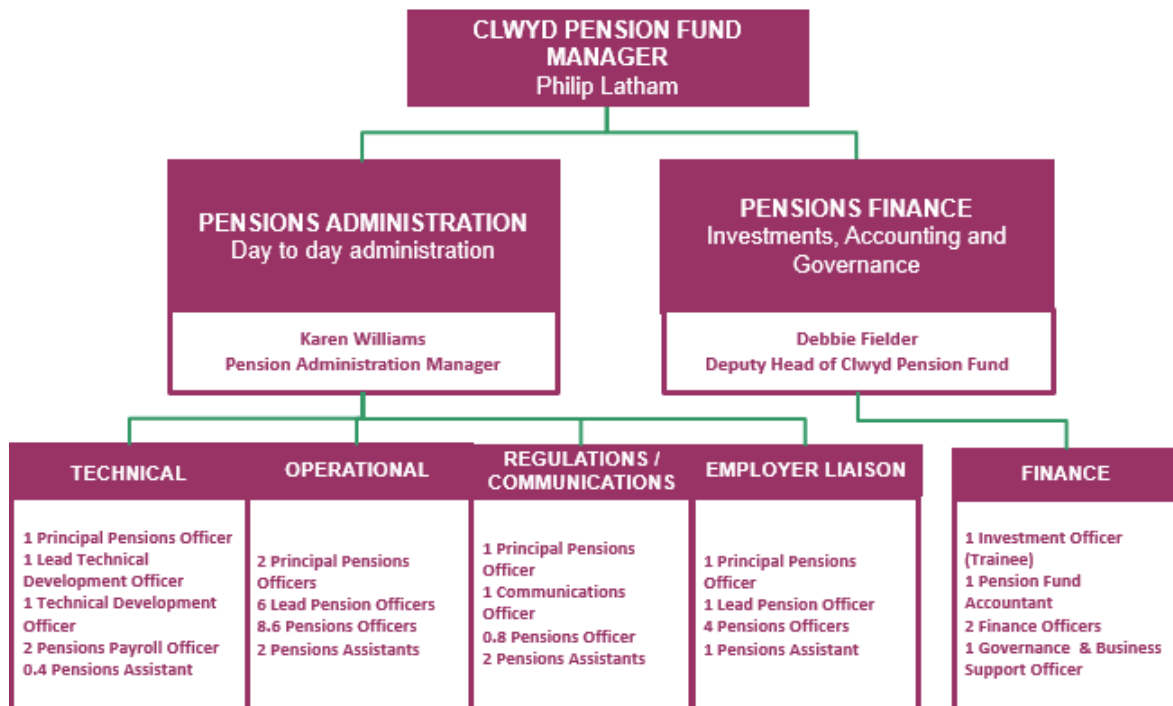 CLWYD PENSION FUND
MANAGER
Philip Latham
PENSIONS ADMINISTRATION
Day to day administration
Karen Williams
Pension Administration Manager
PENSIONS FINANCE
Investments, Accounting and
Governance
Debbie Fielder
Deputy Head of Clwyd Pension Fund
TECHNICAL
1 Principal Pensions Officer
1 Lead Technical
Development Officer
1 Technical Development
Officer
2 Pensions Payroll Officer
0.4 Pensions Assistant
OPERATIONAL
2 Principal Pensions
Officers
6 Lead Pension Officers
8.6 Pensions Officers
2 Pensions Assistants
REGULATIONS /
COMMUNICATIONS
1 Principal Pensions
Officer
1 Communications
Officer
0.8 Pensions Officer
2 Pensions Assistants
EMPLOYER LIAISON
1 Principal Pensions
Officer
1 Lead Pension Officer
4 Pensions Officers
1 Pensions Assistant
FINANCE
1 Investment Officer
(Trainee)
1 Pension Fund
Accountant
2 Finance Officers
1 Governance & Business
Support Officer